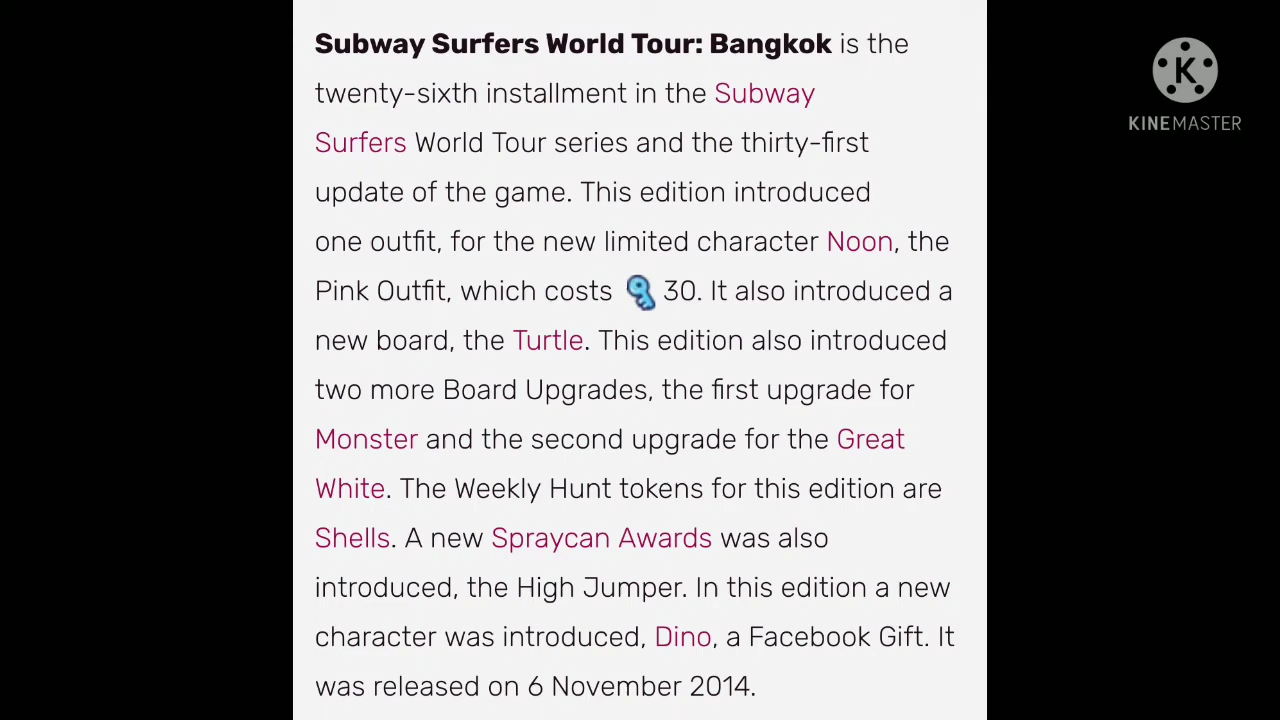 Subway Surfers World Tour: Bangkok is the
twenty-sixth installment in the Subway
Surfers World Tour series and the thirty-first
update of the game. This edition introduced
one outfit, for the new limited character Noon, the
Pink Outfit, which costs 30. It also introduced a
new board, the Turtle. This edition also introduced
two more Board Upgrades, the first upgrade for
Monster and the second upgrade for the Great
White. The Weekly Hunt tokens for this edition are
Shells. A new Spraycan Awards was also
introduced, the High Jumper. In this edition a new
character was introduced, Dino, a Facebook Gift. It
was released on 6 November 2014.
K
KINEMASTER